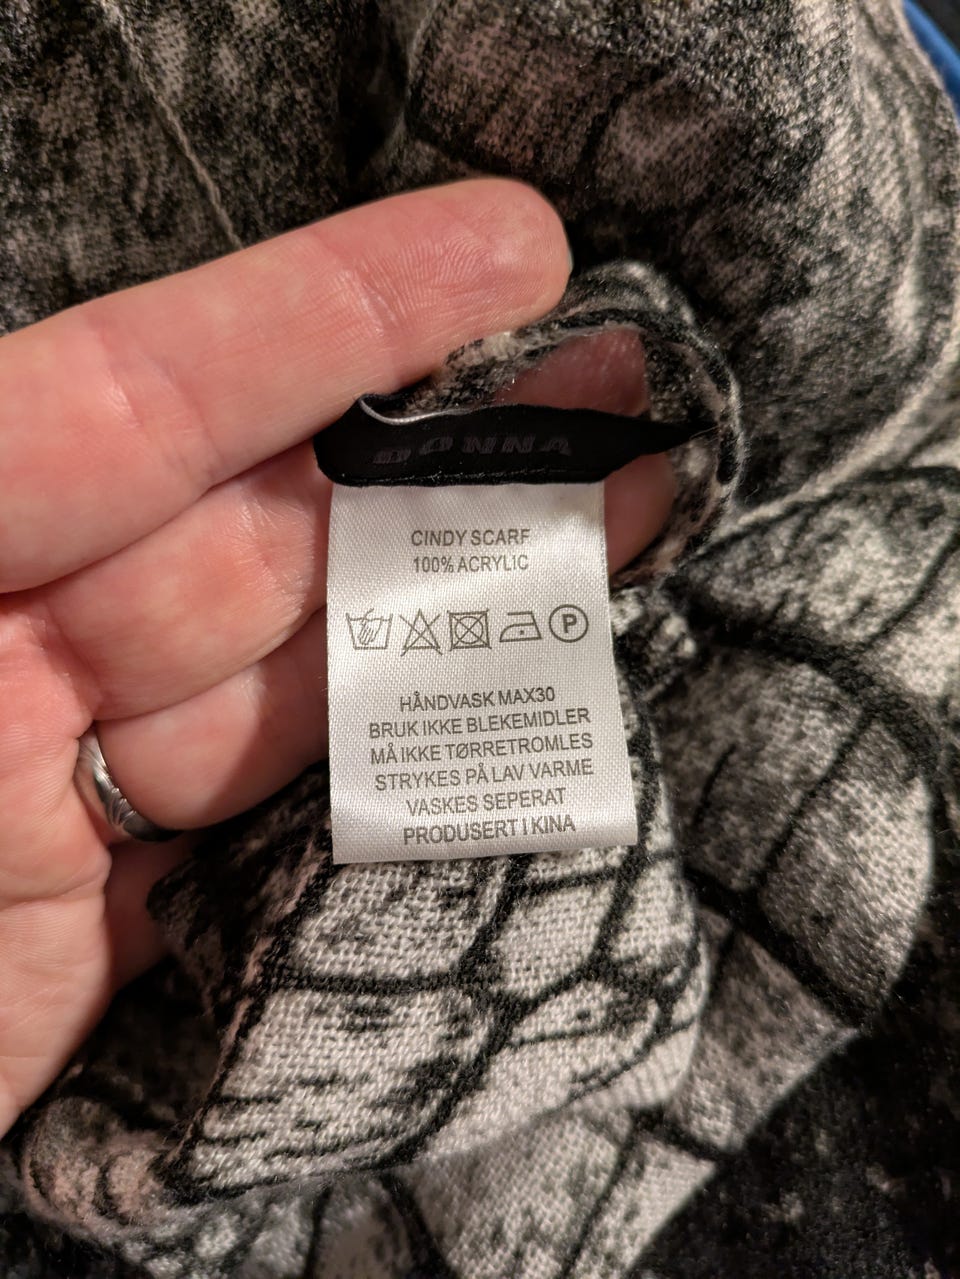 DONNA
CINDY SCARF
100% ACRYLIC
P
HÅNDVASK MAX30
BRUK IKKE BLEKEMIDLER
MÅ IKKE TØRRETROMLES
STRYKES PÅ LAV VARME
VASKES SEPERAT
PRODUSERT I KINA